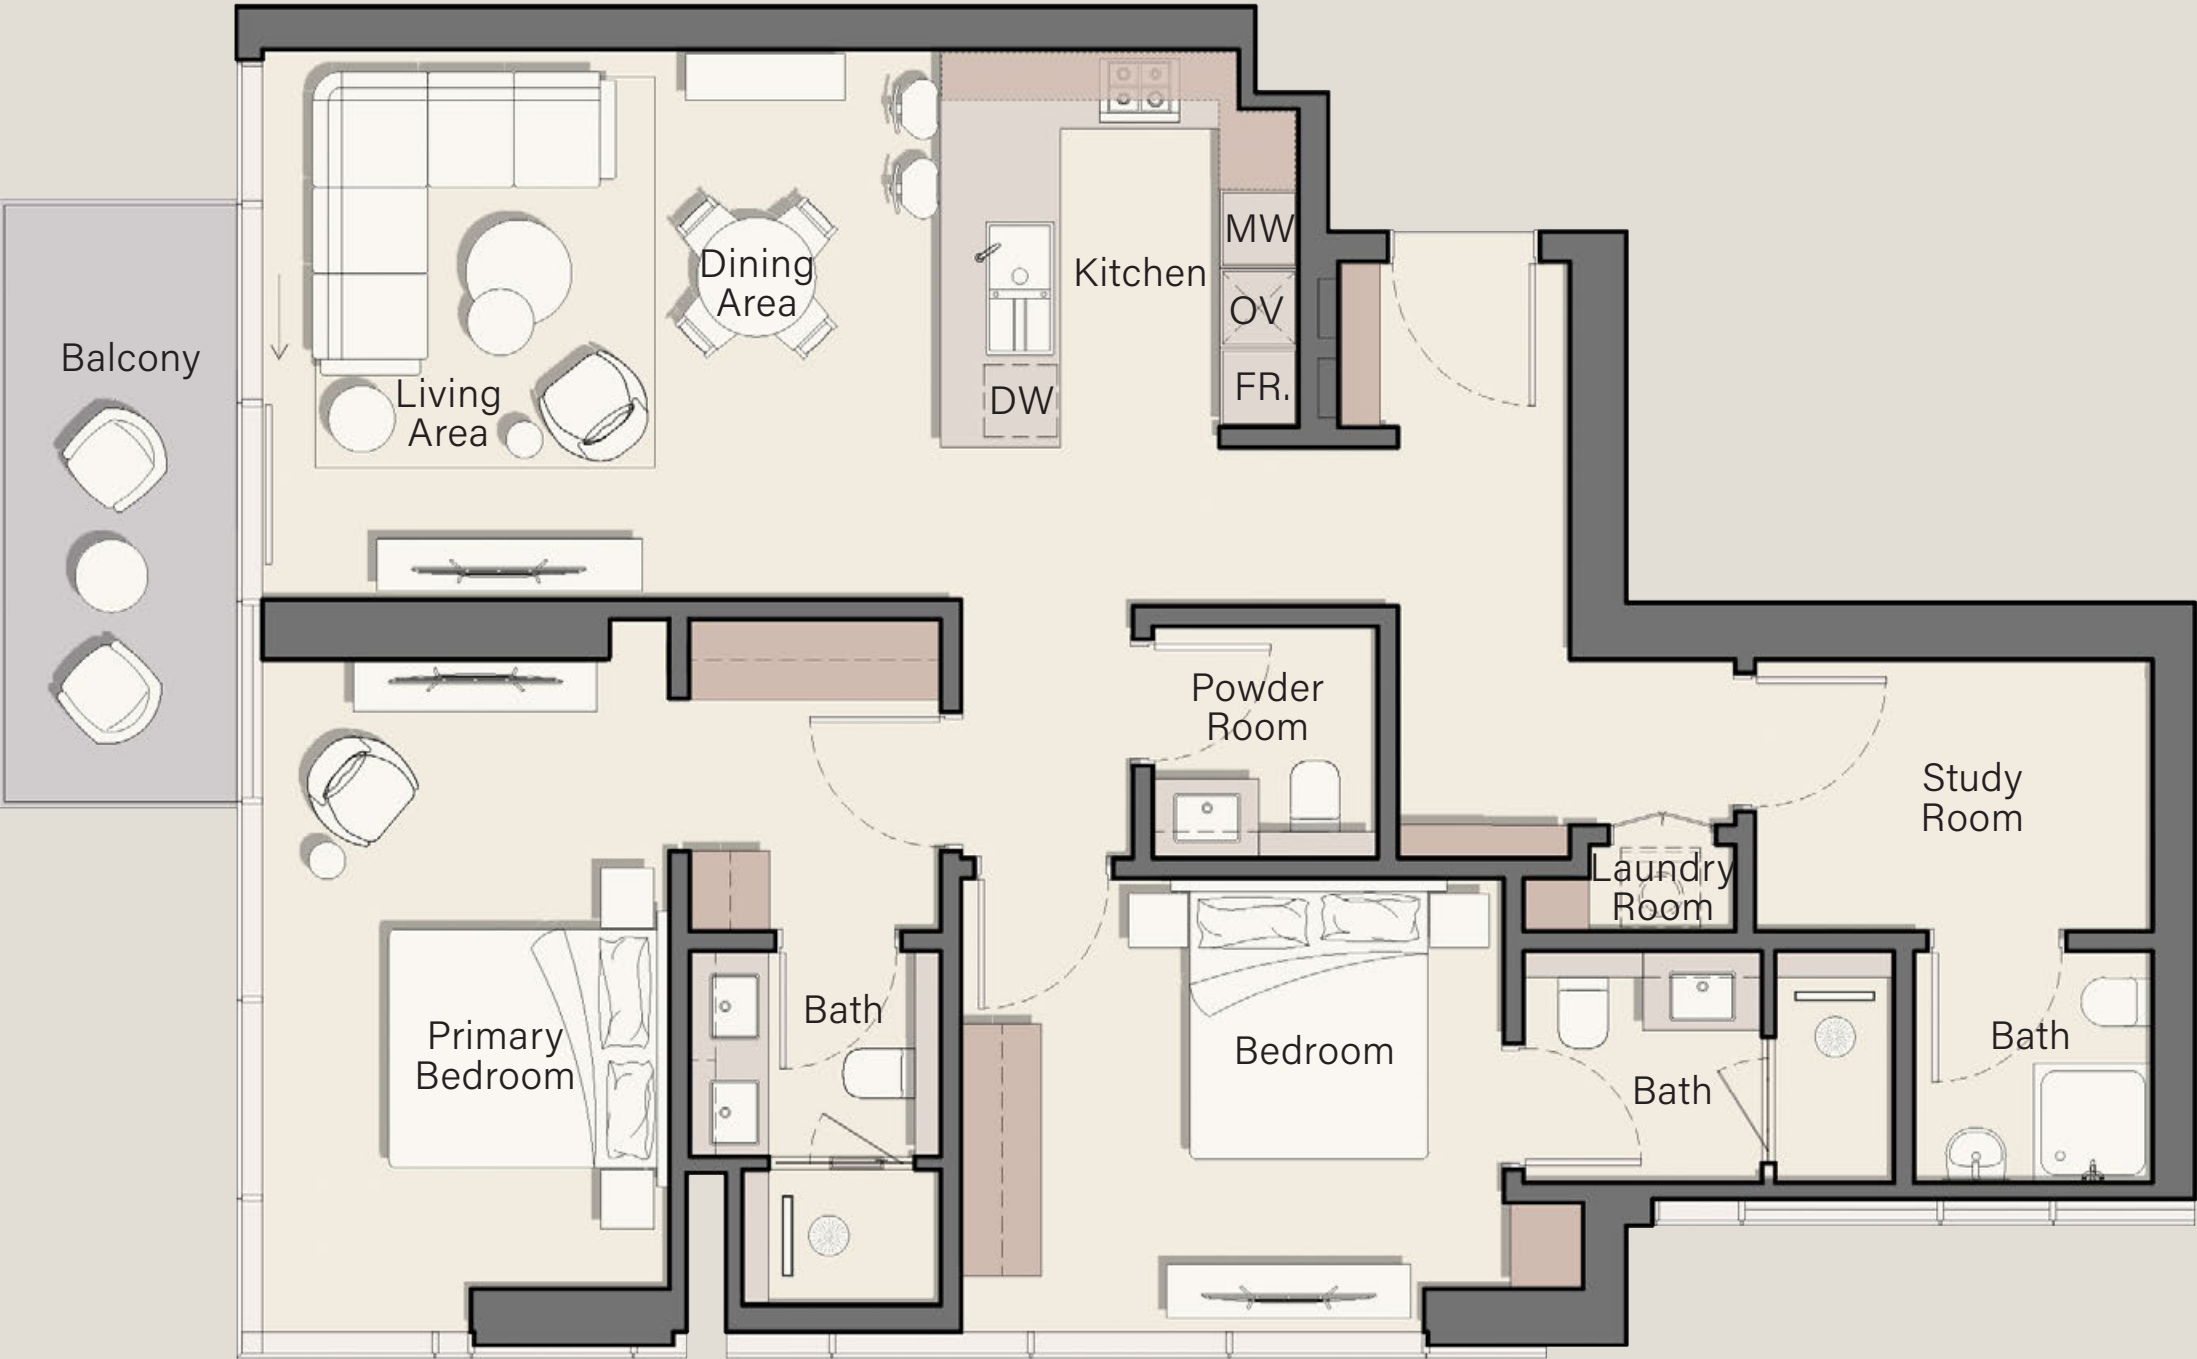 MW
Dining
Area
Kitchen
OV
Balcony
Living
Area
DW
FR.
Powder
Room
Study
Room
Laundry
Room
Primary
Bedroom
Bath
Bedroom
Bath
Bath